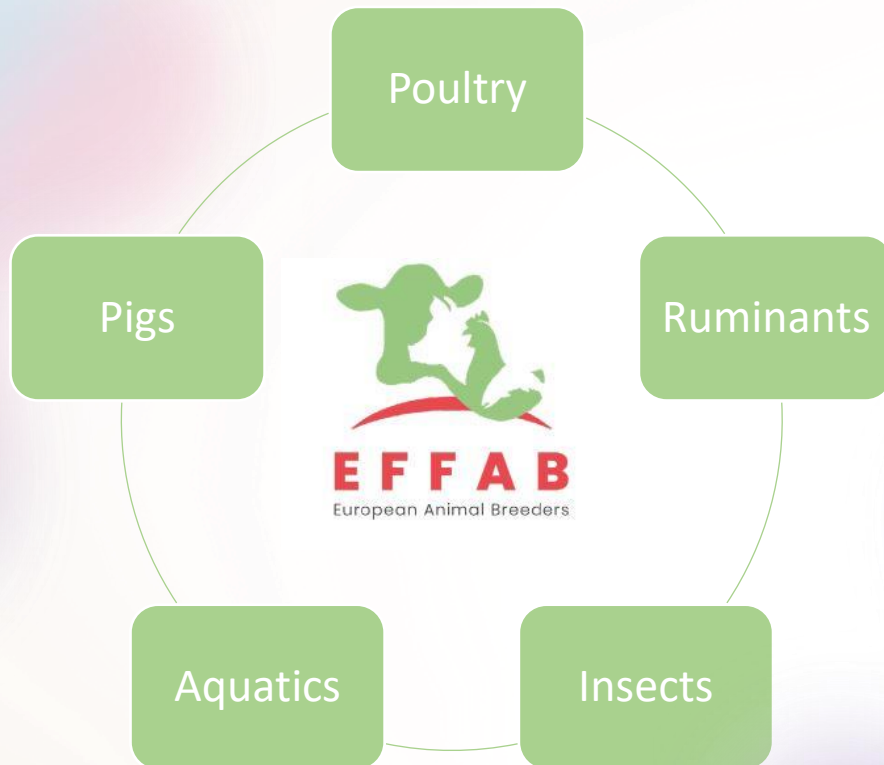 Poultry
Pigs
Ruminants
EFFAB
European Animal Breeders
Aquatics
Insects